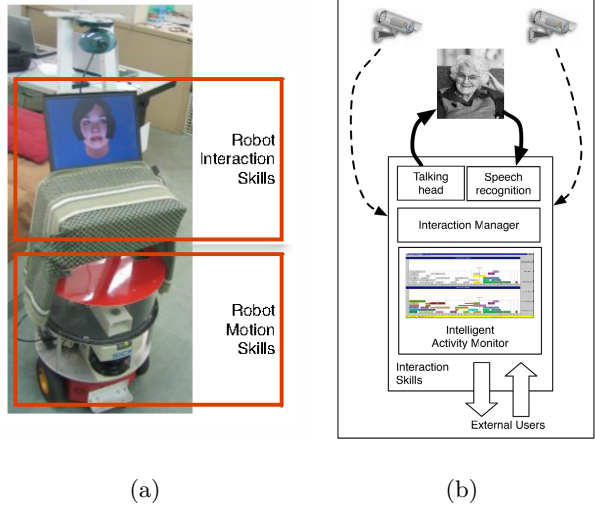 Robot
Interaction
Skills
Robot
Motion
Skills
(a)
Talking
head
Speech
recognition
Interaction Manager
Intelligent
Activity Monitor
Interaction
Skills
External Users
(b)